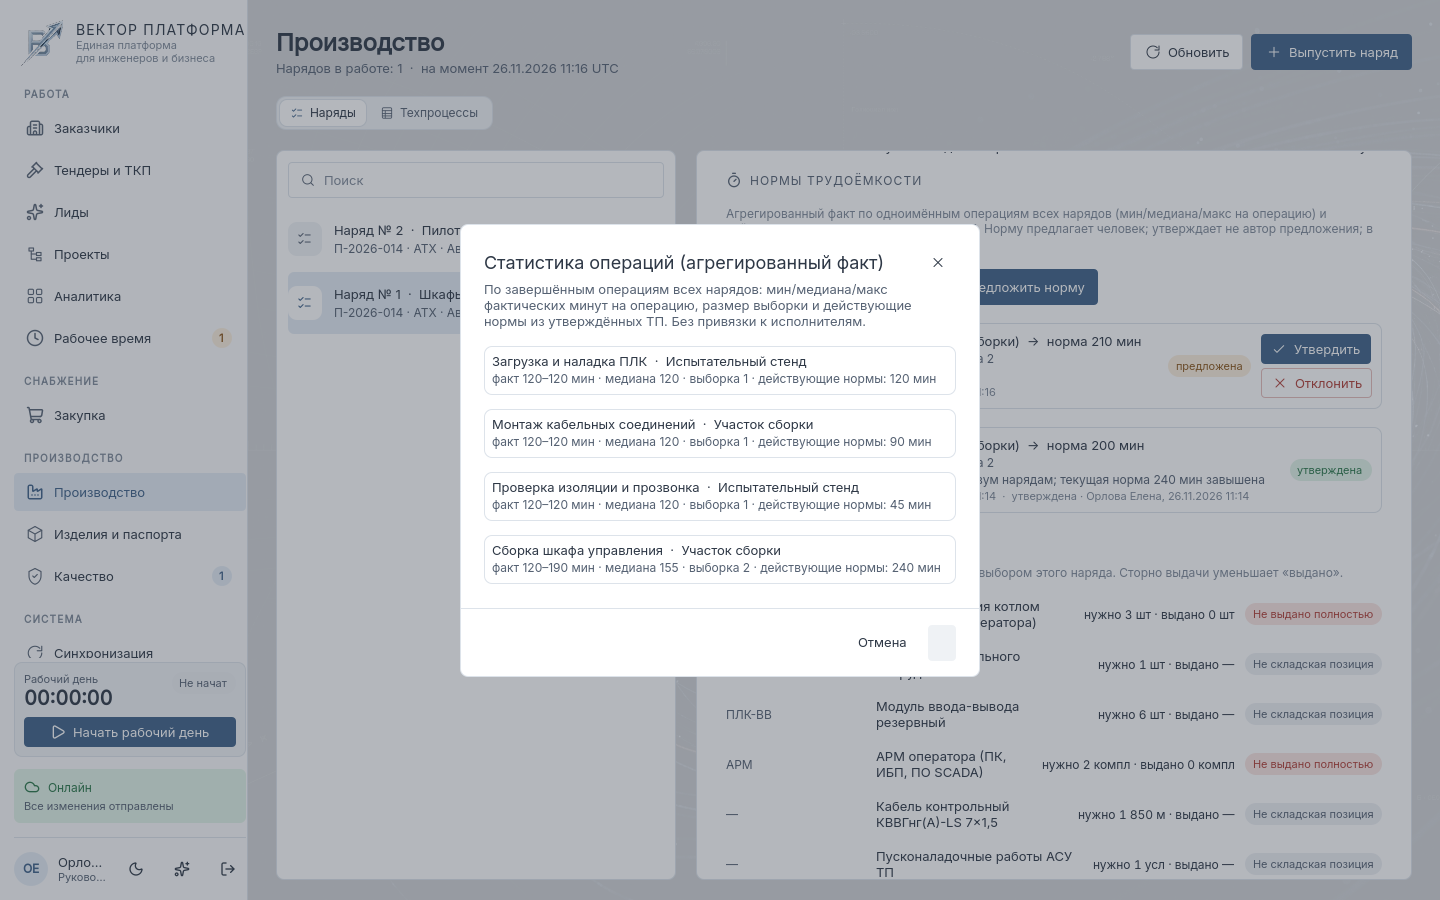 ВЕКТОР ПЛАТФОРМА
Единая платформа
для инженеров и бизнеса
РАБОТА
Заказчики
Тендеры и ТКП
Лиды
Проекты
Аналитика
Рабочее время
1
СНАБЖЕНИЕ
Закупка
ПРОИЗВОДСТВО
Производство
Изделия и паспорта
Качество
1
СИСТЕМА
Синхронизация
Рабочий день
Не начат
00:00:00
Начать рабочий день
Онлайн
Все изменения отправлены
ОЕ
Орло...
Руково...
Производство
Нарядов в работе: 1 · на момент 26.11.2026 11:16 UTC
Обновить
Выпустить наряд
Наряды
Техпроцессы
Поиск
Наряд № 2 · Пилот
П-2026-014 · АТХ · Ав
Наряд № 1 · Шкафы
П-2026-014 · АТХ · Ав
НОРМЫ ТРУДОЁМКОСТИ
Агрегированный факт по одноимённым операциям всех нарядов (мин/медиана/макс на операцию) и
Норму предлагает человек; утверждает не автор предложения; в
едложить норму
борки) → норма 210 мин
а 2
:16
предложена
Утвердить
Отклонить
борки) → норма 200 мин
а 2
вум нарядам; текущая норма 240 мин завышена
:14 · утверждена · Орлова Елена, 26.11.2026 11:14
утверждена
выбором этого наряда. Сторно выдачи уменьшает «выдано».
ия котлом
ератора)
нужно 3 шт · выдано 0 шт
Не выдано полностью
льного
нужно 1 шт · выдано —
Не складская позиция
ПЛК-ВВ
Модуль ввода-вывода
резервный
нужно 6 шт · выдано —
Не складская позиция
АРМ
АРМ оператора (ПК,
ИБП, ПО SCADA)
нужно 2 компл · выдано 0 компл
Не выдано полностью
—
Кабель контрольный
КВВГнг(А)-LS 7×1,5
нужно 1 850 м · выдано —
Не складская позиция
—
Пусконаладочные работы АСУ
ТП
нужно 1 усл · выдано —
Не складская позиция
Статистика операций (агрегированный факт)
По завершённым операциям всех нарядов: мин/медиана/макс
фактических минут на операцию, размер выборки и действующие
нормы из утверждённых ТП. Без привязки к исполнителям.
Загрузка и наладка ПЛК · Испытательный стенд
факт 120–120 мин · медиана 120 · выборка 1 · действующие нормы: 120 мин
Монтаж кабельных соединений · Участок сборки
факт 120–120 мин · медиана 120 · выборка 1 · действующие нормы: 90 мин
Проверка изоляции и прозвонка · Испытательный стенд
факт 120–120 мин · медиана 120 · выборка 1 · действующие нормы: 45 мин
Сборка шкафа управления · Участок сборки
факт 120–190 мин · медиана 155 · выборка 2 · действующие нормы: 240 мин
Отмена